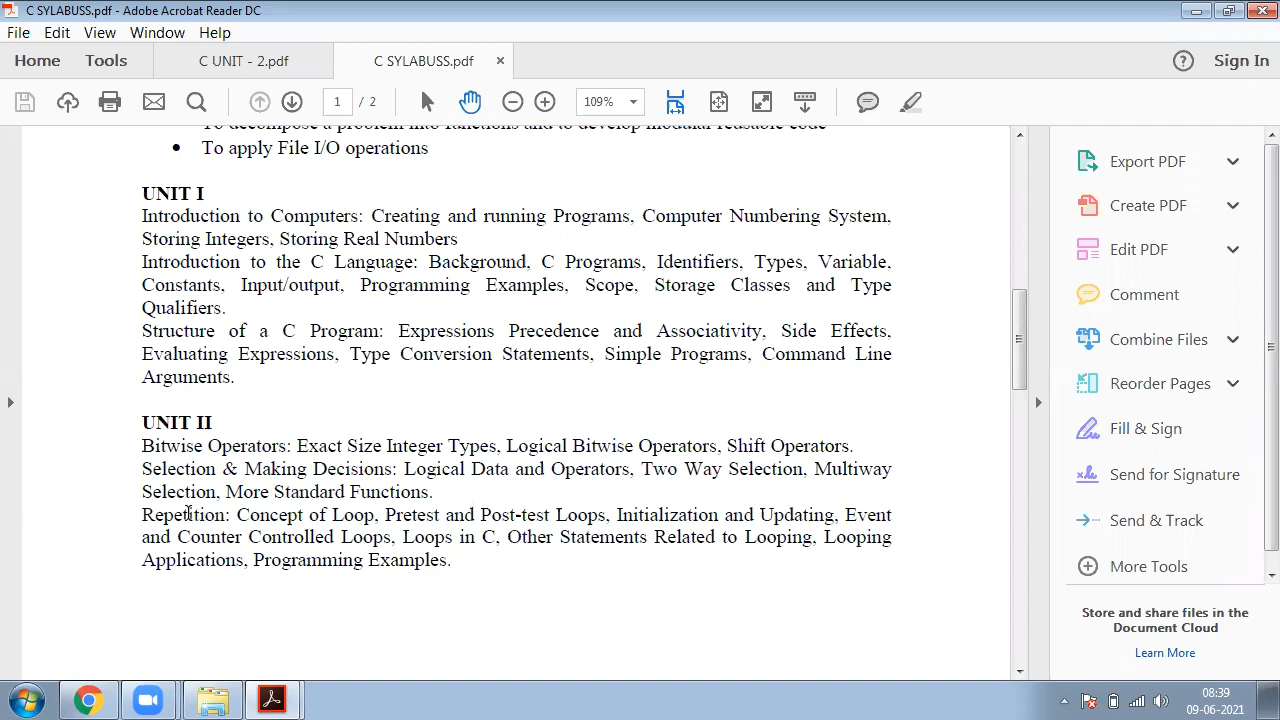 C SYLABUSS.pdf - Adobe Acrobat Reader DC
File Edit View Window Help
Home Tools C UNIT - 2.pdf C SYLABUSS.pdf × ? Sign In
1 / 2 109%
To decompose a problem into functions and to develop modular reusable code
• To apply File I/O operations
UNIT I
Introduction to Computers: Creating and running Programs, Computer Numbering System,
Storing Integers, Storing Real Numbers
Introduction to the C Languge: Background, C Programs, Identifiers, Types, Variable,
Constants, Input/output, Programming Examples, Scope, Storage Classes and Type
Qualifiers.
Structure of a C Program: Expressions Precedence and Associativity, Side Effects,
Evaluating Expressions, Type Conversion Statements, Simple Programs, Command Line
Arguments.
UNIT II
Bitwise Operators: Exact Size Integer Types, Logical Bitwise Operators, Shift Operators.
Selection & Making Decisions: Logical Data and Operators, Two Way Selection, Multiway
Selection, More Standard Functions.
Repetition: Concept of Loop, Pretest and Post-test Loops, Initialization and Updating, Event
and Counter Controlled Loops, Loops in C, Other Statements Related to Looping, Looping
Applications, Programming Examples.
Export PDF
Create PDF
Edit PDF
Comment
Combine Files
Reorder Pages
Fill & Sign
Send for Signature
Send & Track
More Tools
Store and share files in the
Document Cloud
Learn More
08:39
09-06-2021